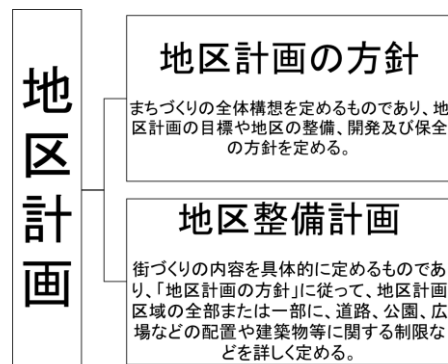 地区計画
地区計画の方針
まちづくりの全体構想を定めるものであり、地
区計画の目標や地区の整備、開発及び保全
の方針を定める。
地区整備計画
街づくりの内容を具体的に定めるものであ
り、「地区計画の方針」に従って、地区計画
区域の全部または一部に、道路、公園、広
場などの配置や建築物等に関する制限な
どを詳しく定める。